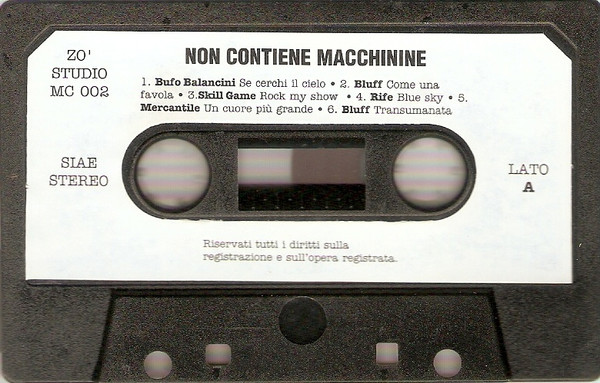 NON CONTIENE MACCHININE
ZO'
STUDIO
MC 002
1. Bufo Balancini Se cerchi il cielo • 2. Bluff Come una
favola • 3.Skill Game Rock my show • 4. Rife Blue sky • 5.
Mercantile Un cuore più grande • 6. Bluff Transumanata
SIAE
STEREO
LATO
A
Riservati tutti i diritti sulla
registrazione e sull'opera registrata.